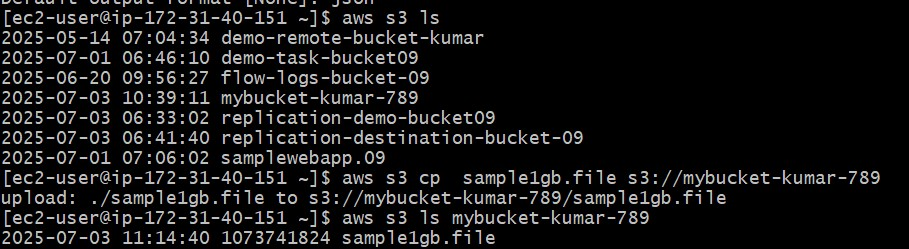 Default output format [None]: json
[ec2-user@ip-172-31-40-151 ~]$ aws s3 ls
2025-05-14 07:04:34 demo-remote-bucket-kumar
2025-07-01 06:46:10 demo-task-bucket09
2025-06-20 09:56:27 flow-logs-bucket-09
2025-07-03 10:39:11 mybucket-kumar-789
2025-07-03 06:33:02 replication-demo-bucket09
2025-07-03 06:41:40 replication-destination-bucket-09
2025-07-01 07:06:02 samplewebapp.09
[ec2-user@ip-172-31-40-151 ~]$ aws s3 cp  sample1gb.file s3://mybucket-kumar-789
upload: ./sample1gb.file to s3://mybucket-kumar-789/sample1gb.file
[ec2-user@ip-172-31-40-151 ~]$ aws s3 ls mybucket-kumar-789
2025-07-03 11:14:40 1073741824 sample1gb.file